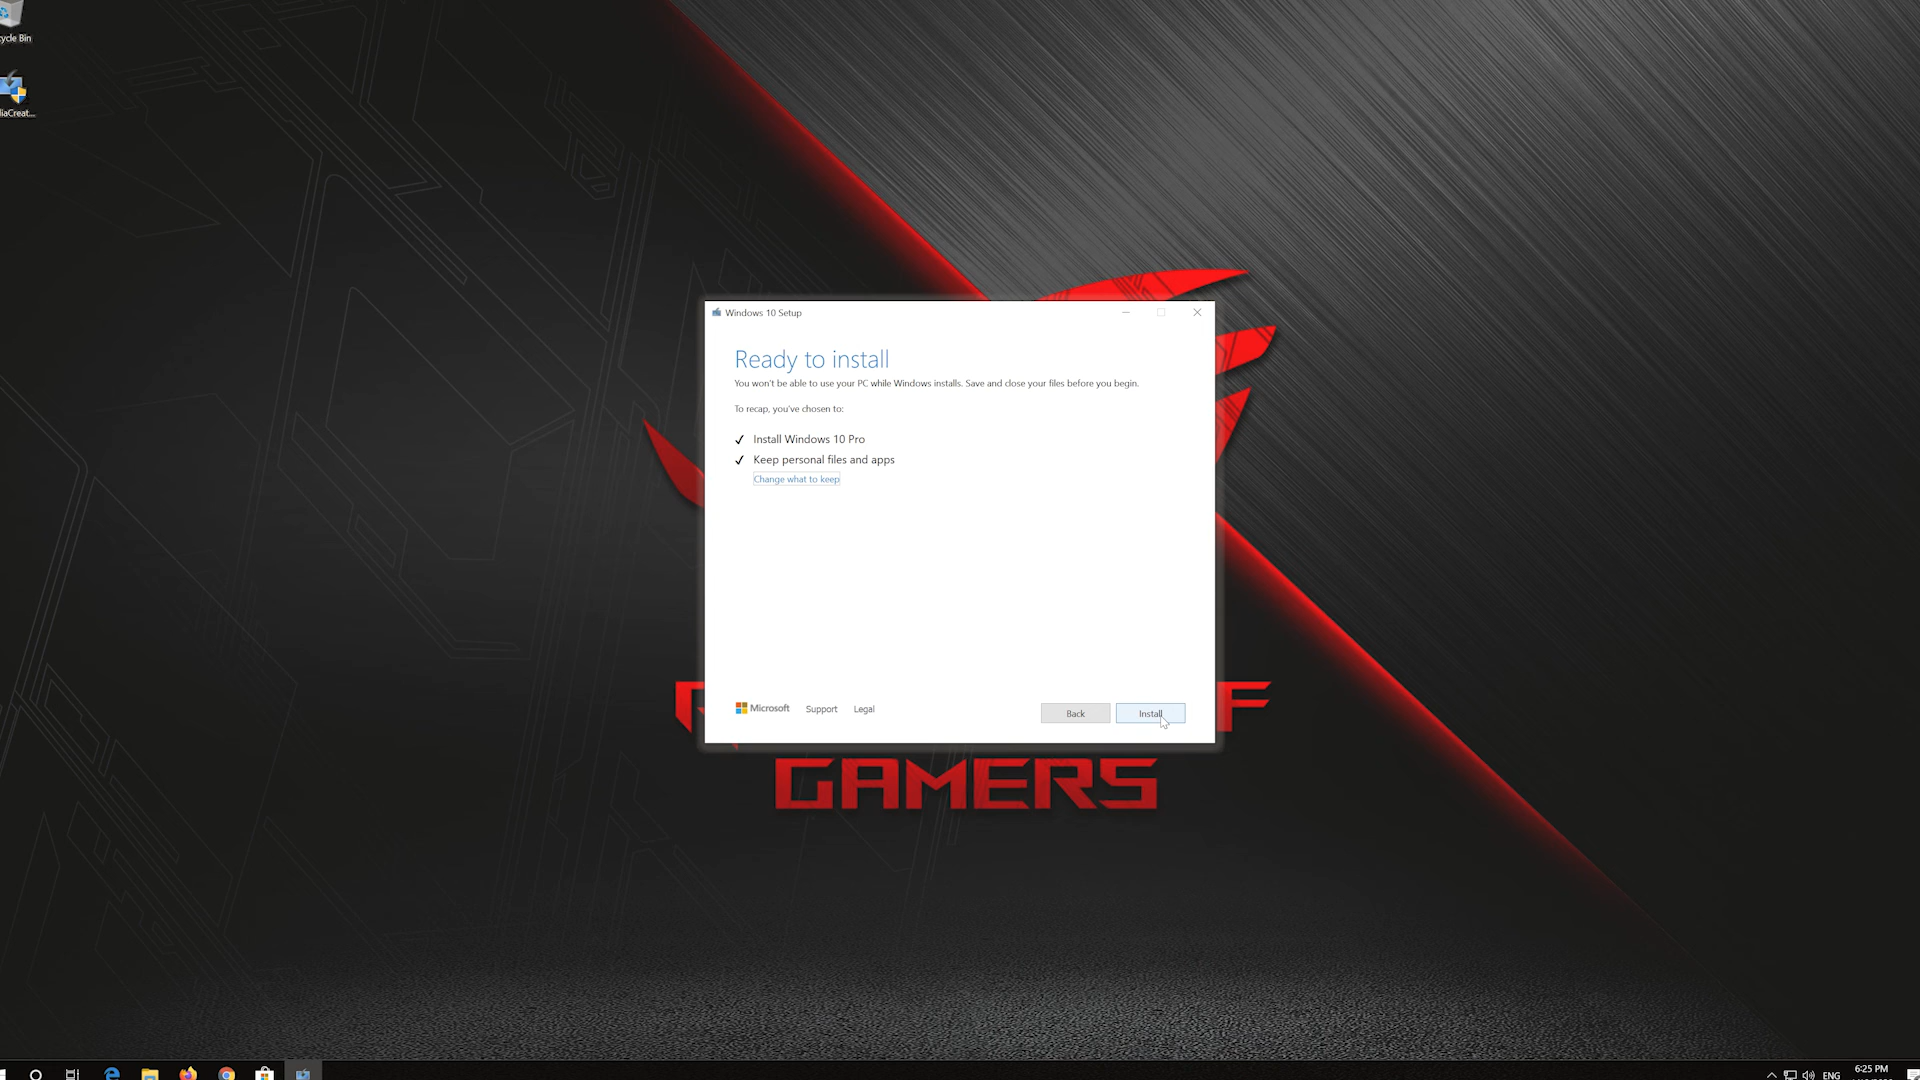 cycle Bin
diaCreat...
Windows 10 Setup
Ready to install
You won't be able to use your PC while Windows installs. Save and close your files before you begin.
To recap, you've chosen to:
✓ Install Windows 10 Pro
✓ Keep personal files and apps
Change what to keep
Microsoft Support Legal
Back Install
F
GAMERS
ENG
6:25 PM